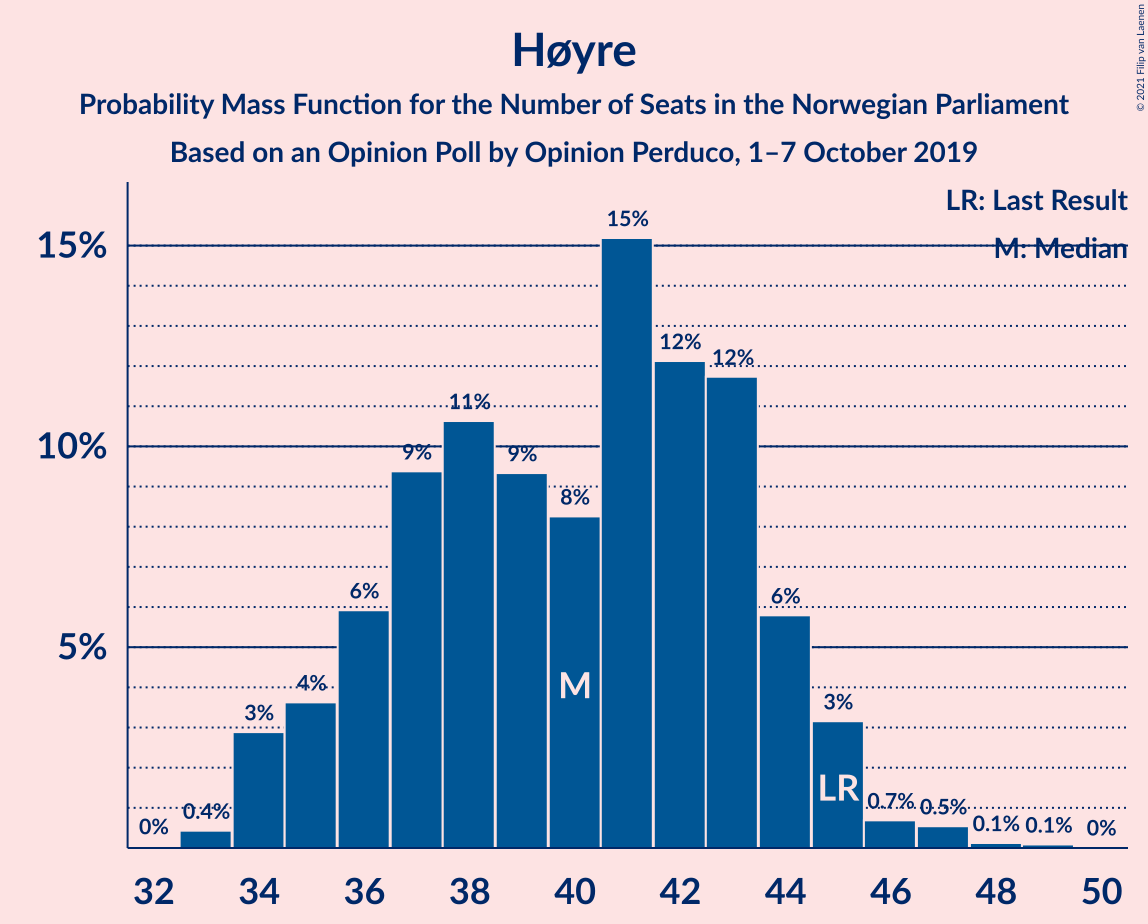 Høyre
Probability Mass Function for the Number of Seats in the Norwegian Parliament
Based on an Opinion Poll by Opinion Perduco, 1–7 October 2019
© 2021 Filip van Laenen
LR: Last Result
M: Median
15%
10%
5%
0%
0.4%
3%
4%
6%
9%
11%
9%
8%
15%
12%
12%
6%
3%
0.7%
0.5%
0.1%
0.1%
0%
M
LR
32 34 36 38 40 42 44 46 48 50